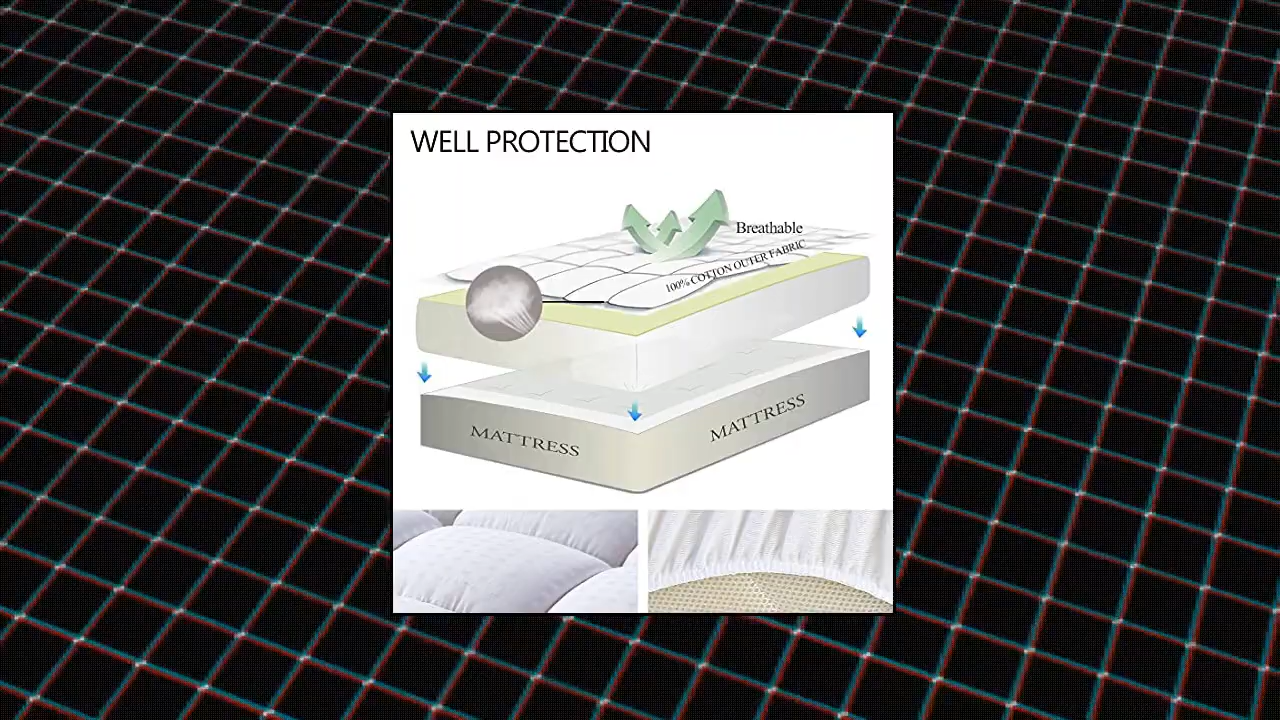 WELL PROTECTION
Breathable
100% COTTON OUTER FABRIC
MATTRESS
MATTRESS